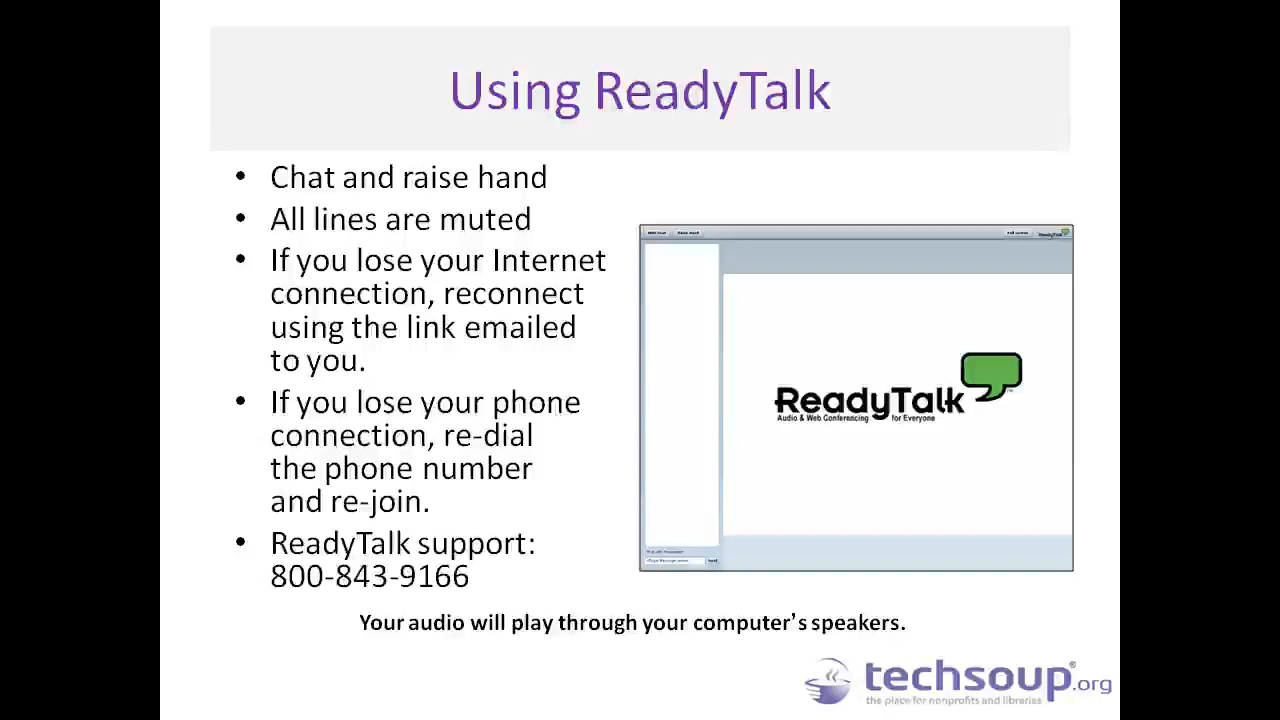 Using ReadyTalk
• Chat and raise hand
• All lines are muted
• If you lose your Internet
connection, reconnect
using the link emailed
to you.
• If you lose your phone
connection, re-dial
the phone number
and re-join.
• ReadyTalk support:
800-843-9166
ReadyTalk
ReadyTalk
Audio & Web Conferencing for Everyone
Your audio will play through your computer’s speakers.
techsoup®.org
the place for nonprofits and libraries